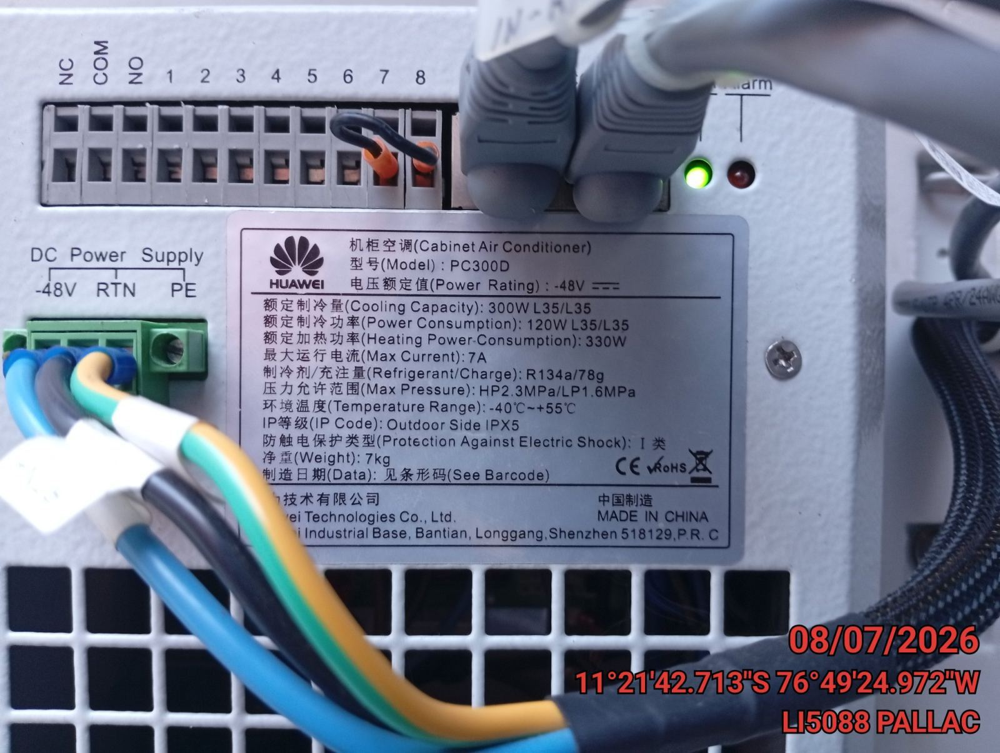 NC COM NO 1 2 3 4 5 6 7 8
DC Power Supply
-48V RTN PE
HUAWEI
机柜空调(Cabinet Air Conditioner)
型号(Model) : PC300D
电压额定值(Power Rating) : -48V
额定制冷量(Cooling Capacity): 300W L35/L35
额定制冷功率(Power Consumption): 120W L35/L35
额定加热功率(Heating Power Consumption): 330W
最大运行电流(Max Current): 7A
制冷剂/充注量(Refrigerant/Charge): R134a/78g
压力允许范围(Max Pressure): HP2.3MPa/LP1.6MPa
环境温度(Temperature Range): -40℃~+55℃
IP等级(IP Code): Outdoor Side IPX5
防触电保护类型(Protection Against Electric Shock): I 类
净重(Weight): 7kg
制造日期(Data): 见条形码(See Barcode)
CE RoHS
技术有限公司
中国制造
Technologies Co., Ltd.
MADE IN CHINA
Industrial Base, Bantian, Longgang, Shenzhen 518129, P.R. C
08/07/2026
11°21'42.713"S 76°49'24.972"W
LI5088 PALLAC